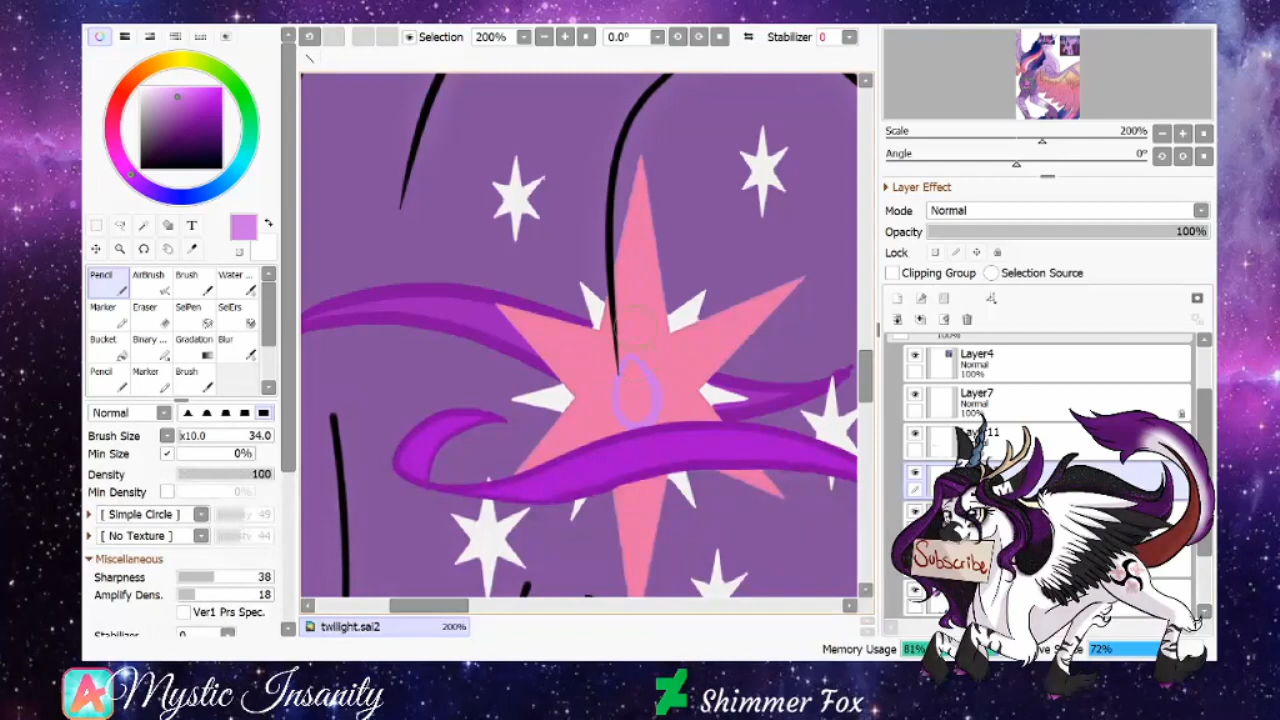 Selection 200% 0.0° Stabilizer 0
T
Pencil AirBrush Brush Water ...
Marker Eraser SelPen SelErs
Bucket Binary ... Gradation Blur
Pencil Marker Brush
Normal
Brush Size x10.0 34.0
Min Size 0%
Density 100
Min Density 0%
[ Simple Circle ] 49
[ No Texture ] 44
Miscellaneous
Sharpness 38
Amplify Dens. 18
Ver1 Prs Spec.
Stabilizer 0
twilight.sai2 200%
Scale 200%
Angle 0°
Layer Effect
Mode Normal
Opacity 100%
Lock
Clipping Group Selection Source
100%
Layer4
Normal
100%
Layer7
Normal
100%
Subscribe
Memory Usage 81% 72%
Mystic Insanity
Shimmer Fox